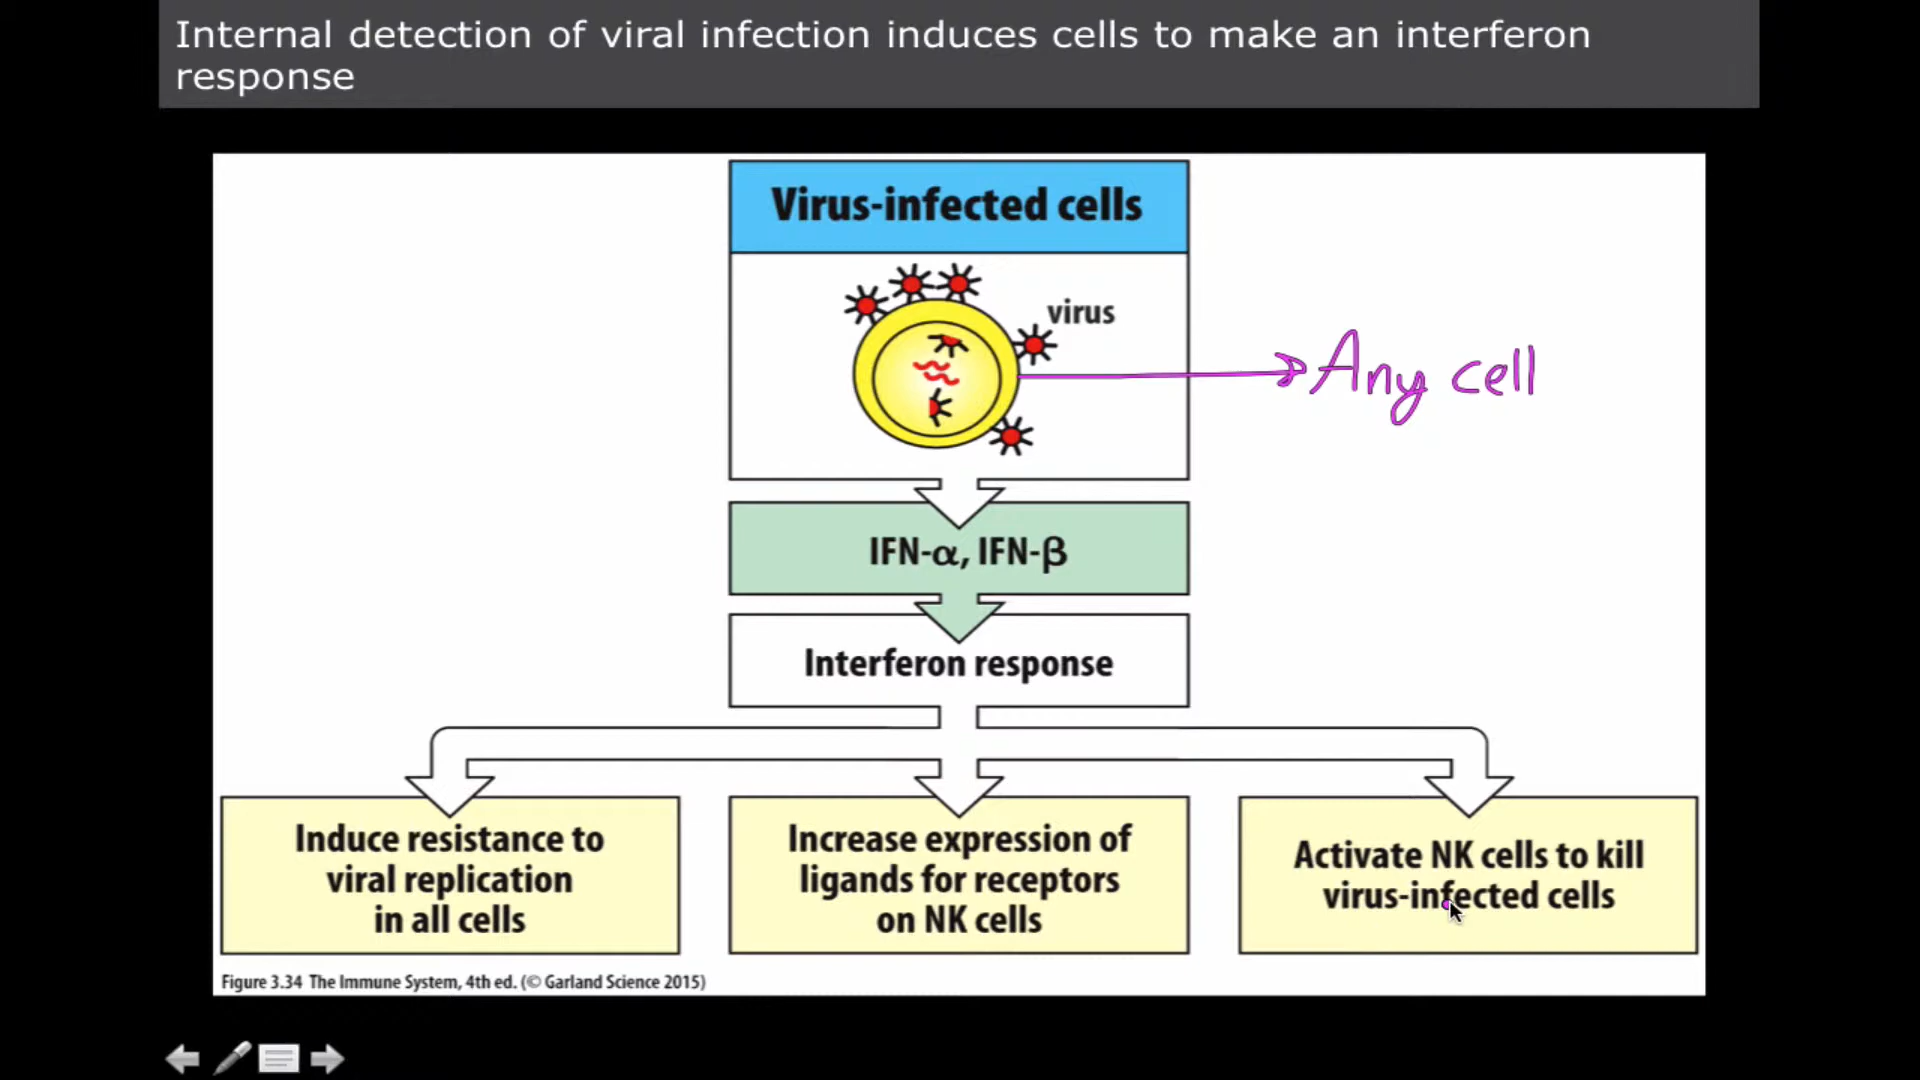 Internal detection of viral infection induces cells to make an interferon
response
Virus-infected cells
virus
Any cell
IFN-α, IFN-β
Interferon response
Induce resistance to
viral replication
in all cells
Increase expression of
ligands for receptors
on NK cells
Activate NK cells to kill
virus-infected cells
Figure 3.34 The Immune System, 4th ed. (© Garland Science 2015)